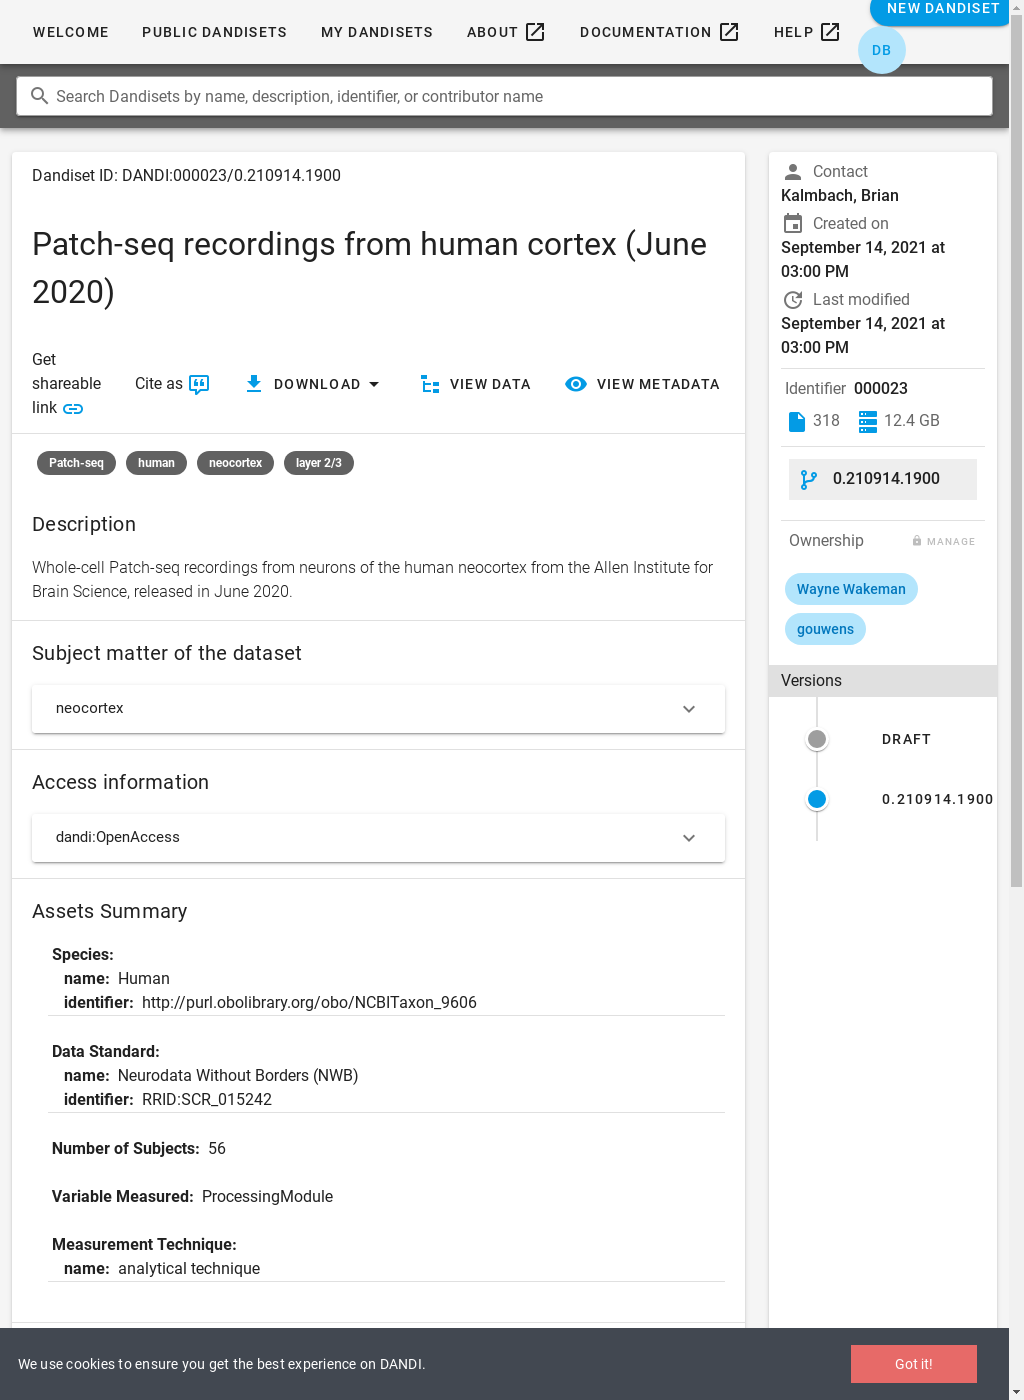 WELCOME
PUBLIC DANDISETS
MY DANDISETS
ABOUT
DOCUMENTATION
HELP
NEW DANDISET
DB
Search Dandisets by name, description, identifier, or contributor name
Dandiset ID: DANDI:000023/0.210914.1900
Patch-seq recordings from human cortex (June
2020)
Get
shareable
link
Cite as
DOWNLOAD
VIEW DATA
VIEW METADATA
Patch-seq
human
neocortex
layer 2/3
Description
Whole-cell Patch-seq recordings from neurons of the human neocortex from the Allen Institute for
Brain Science, released in June 2020.
Subject matter of the dataset
neocortex
Access information
dandi:OpenAccess
Assets Summary
Species:
name: Human
identifier: http://purl.obolibrary.org/obo/NCBITaxon_9606
Data Standard:
name: Neurodata Without Borders (NWB)
identifier: RRID:SCR_015242
Number of Subjects: 56
Variable Measured: ProcessingModule
Measurement Technique:
name: analytical technique
Contact
Kalmbach, Brian
Created on
September 14, 2021 at
03:00 PM
Last modified
September 14, 2021 at
03:00 PM
Identifier 000023
318
12.4 GB
0.210914.1900
Ownership
MANAGE
Wayne Wakeman
gouwens
Versions
DRAFT
0.210914.1900
We use cookies to ensure you get the best experience on DANDI.
Got it!